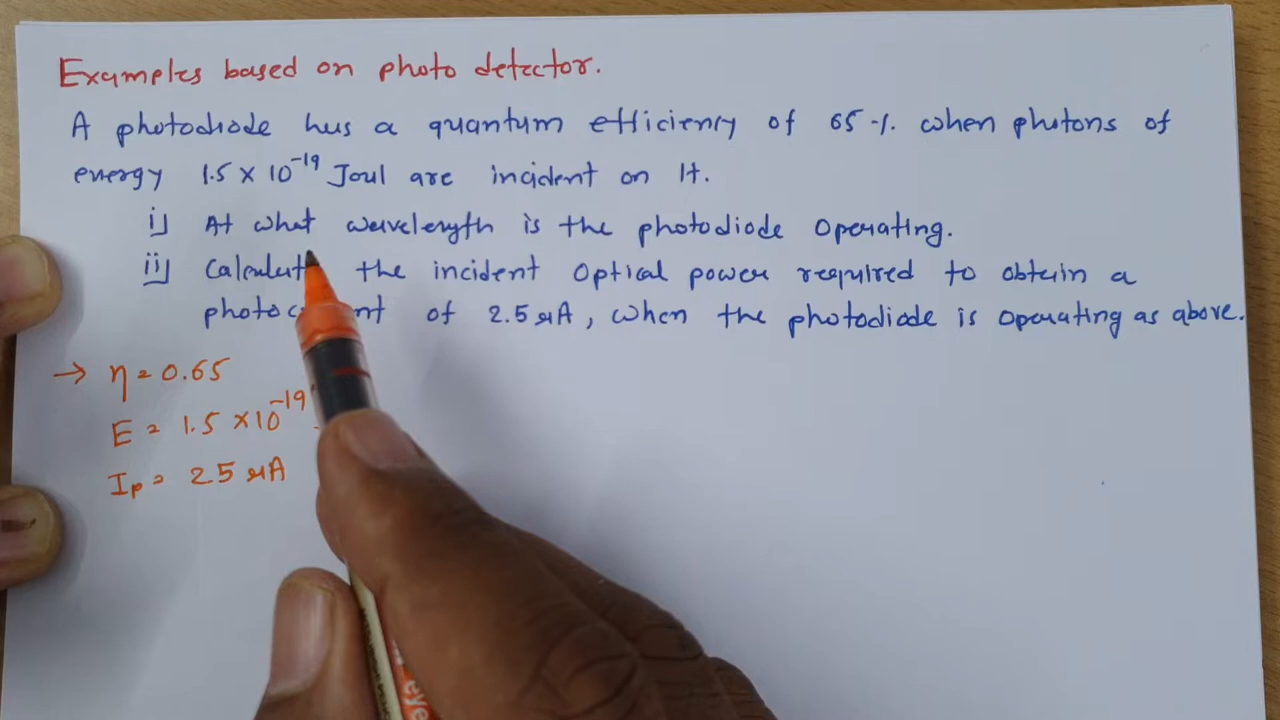 Examples based on photo detector.
A photodiode has a quantum efficiency of 65 %. when photons of
energy 1.5 × 10⁻¹⁹ Joul are incident on It.
i] At what wavelength is the photodiode Operating.
ii] the incident Optical power required to obtain a
of 2.5 μA, when the photodiode is operating as above.
→ η = 0.65
E = 1.5 × 10⁻¹⁹
Ip = 2.5 μA